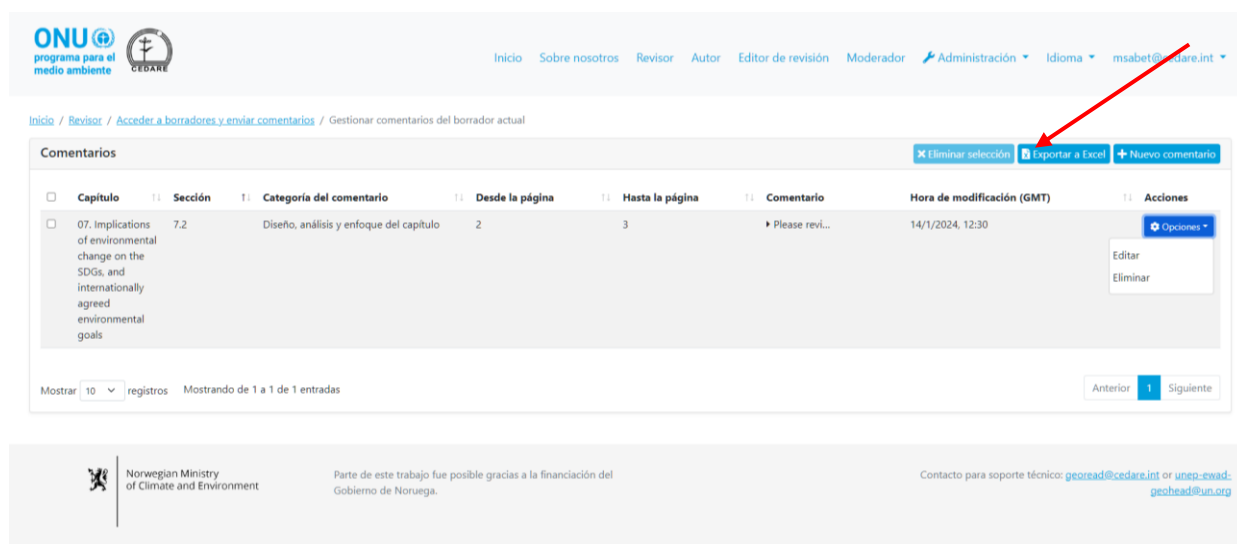 ONU
programa para el
medio ambiente
CEDARE
Inicio Sobre nosotros Revisor Autor Editor de revisión Moderador Administración Idioma msabet@cedare.int
Inicio / Revisor / Acceder a borradores y enviar comentarios / Gestionar comentarios del borrador actual
Comentarios Eliminar selección Exportar a Excel Nuevo comentario
Capítulo Sección Categoría del comentario Desde la página Hasta la página Comentario Hora de modificación (GMT) Acciones
07. Implications 7.2 Diseño, análisis y enfoque del capítulo 2 3 Please revi... 14/1/2024, 12:30 Opciones
of environmental
change on the
SDGs, and
internationally
agreed
environmental
goals
Editar
Eliminar
Mostrar 10 registros Mostrando de 1 a 1 de 1 entradas Anterior 1 Siguiente
Norwegian Ministry
of Climate and Environment
Parte de este trabajo fue posible gracias a la financiación del
Gobierno de Noruega.
Contacto para soporte técnico: georead@cedare.int or unep-ewad-
geohead@un.org